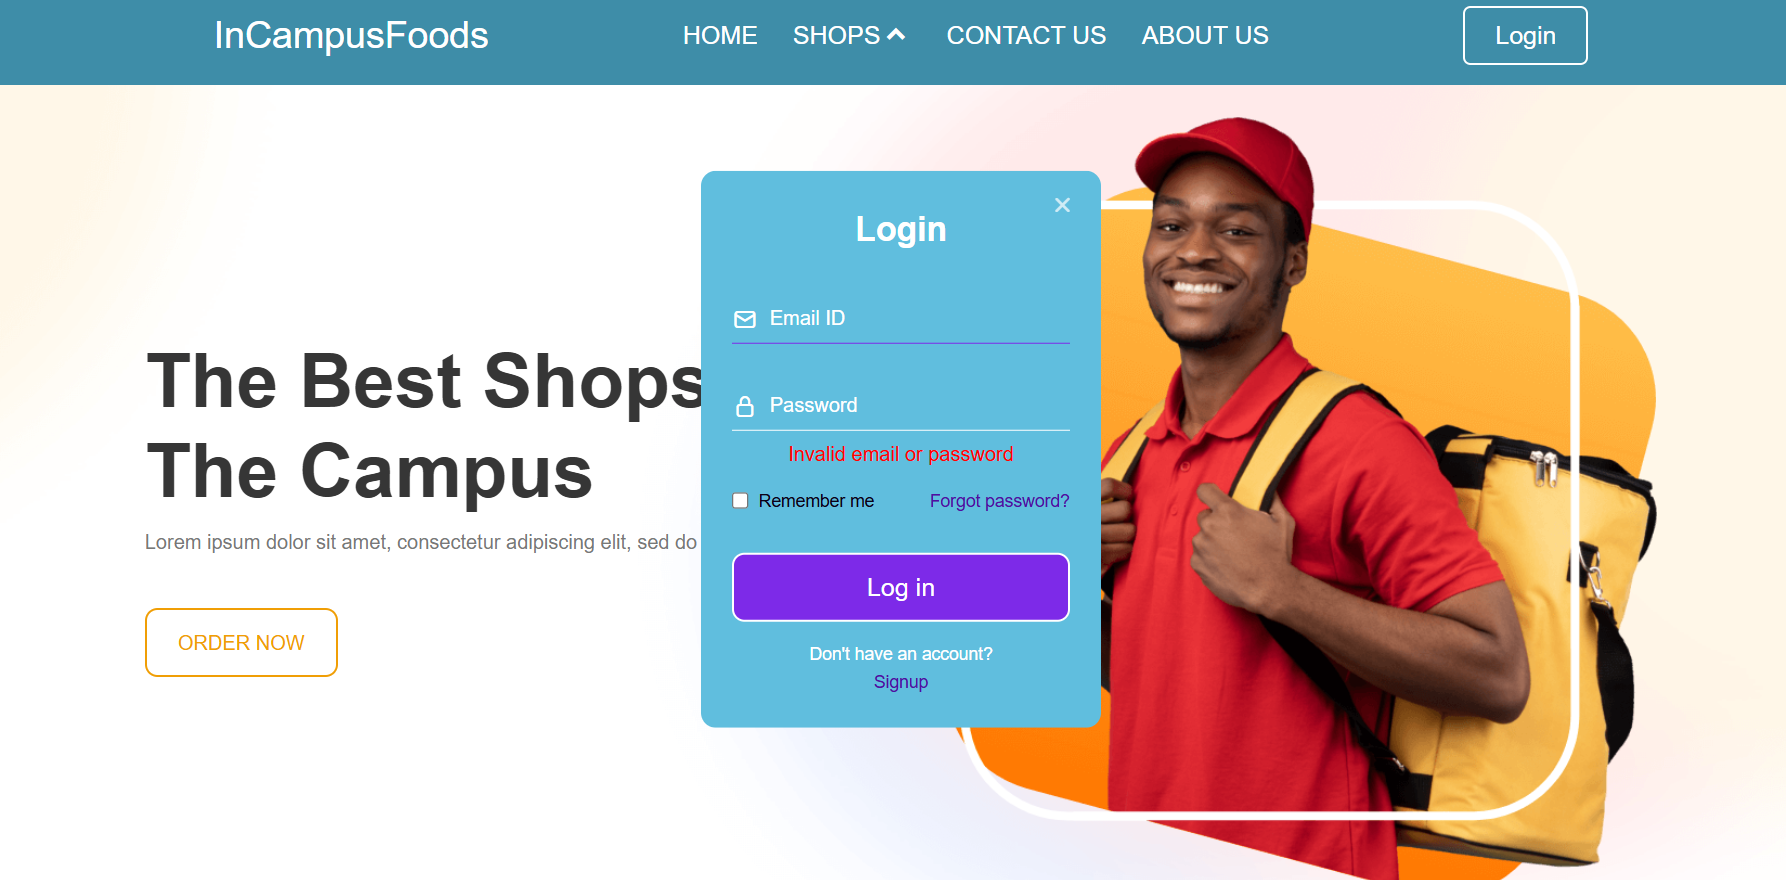 InCampusFoods
HOME SHOPS CONTACT US ABOUT US
Login
The Best Shops
The Campus
Lorem ipsum dolor sit amet, consectetur adipiscing elit, sed do
ORDER NOW
Login
Email ID
Password
Invalid email or password
Remember me Forgot password?
Log in
Don't have an account?
Signup